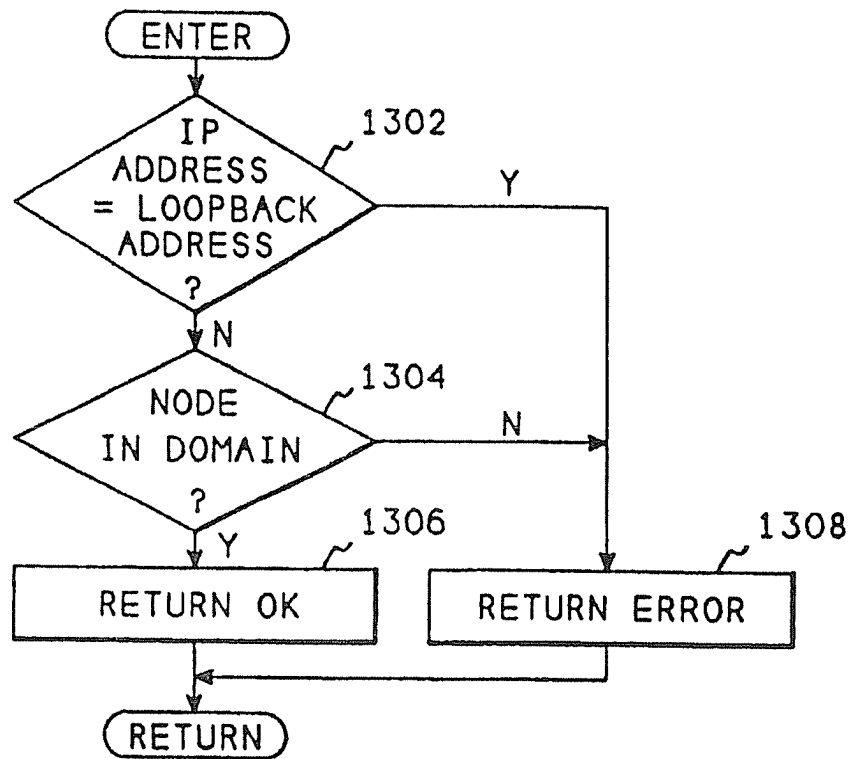 ENTER
1302
IP
ADDRESS
= LOOPBACK
ADDRESS
?
Y
N
1304
NODE
IN DOMAIN
?
N
Y
1306
RETURN OK
1308
RETURN ERROR
RETURN